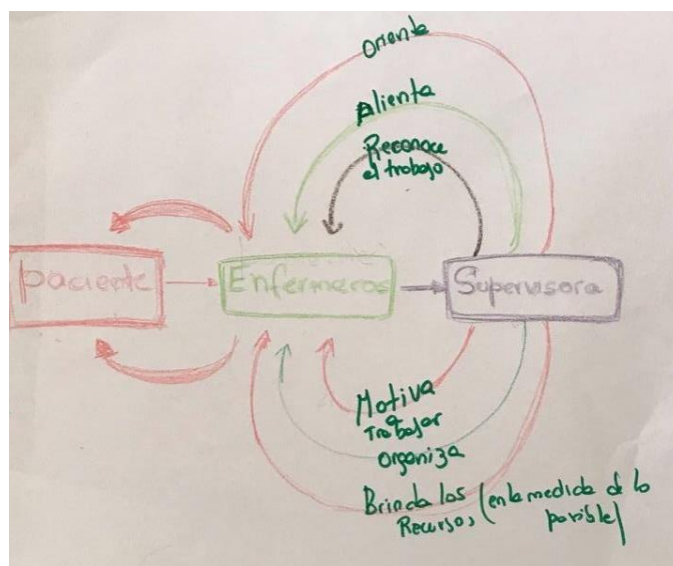 Orienta
Alienta
Reconoce
el trabajo
paciente
Enfermeros
Supervisora
Motiva
a
Trabajar
organiza
Brinda los (en la medida de lo
Recursos, posible)